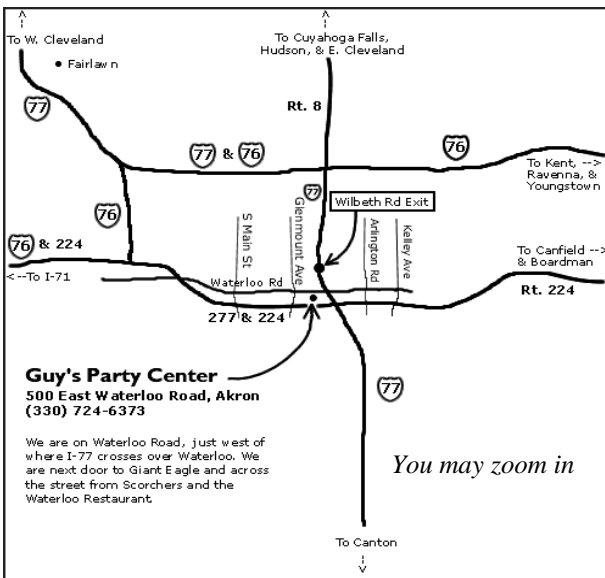 To W. Cleveland
Fairlawn
To Cuyahoga Falls,
Hudson, & E. Cleveland
77
Rt. 8
77 & 76
76
To Kent, -->
Ravenna, &
Youngstown
76
77
Wilbeth Rd Exit
S Main St
Glenmount Ave
Arlington Rd
Kelley Ave
76 & 224
<--To I-71
Waterloo Rd
To Canfield -->
& Boardman
Rt. 224
277 & 224
Guy's Party Center
500 East Waterloo Road, Akron
(330) 724-6373
77
We are on Waterloo Road, just west of
where I-77 crosses over Waterloo. We
are next door to Giant Eagle and across
the street from Scorchers and the
Waterloo Restaurant.
You may zoom in
To Canton